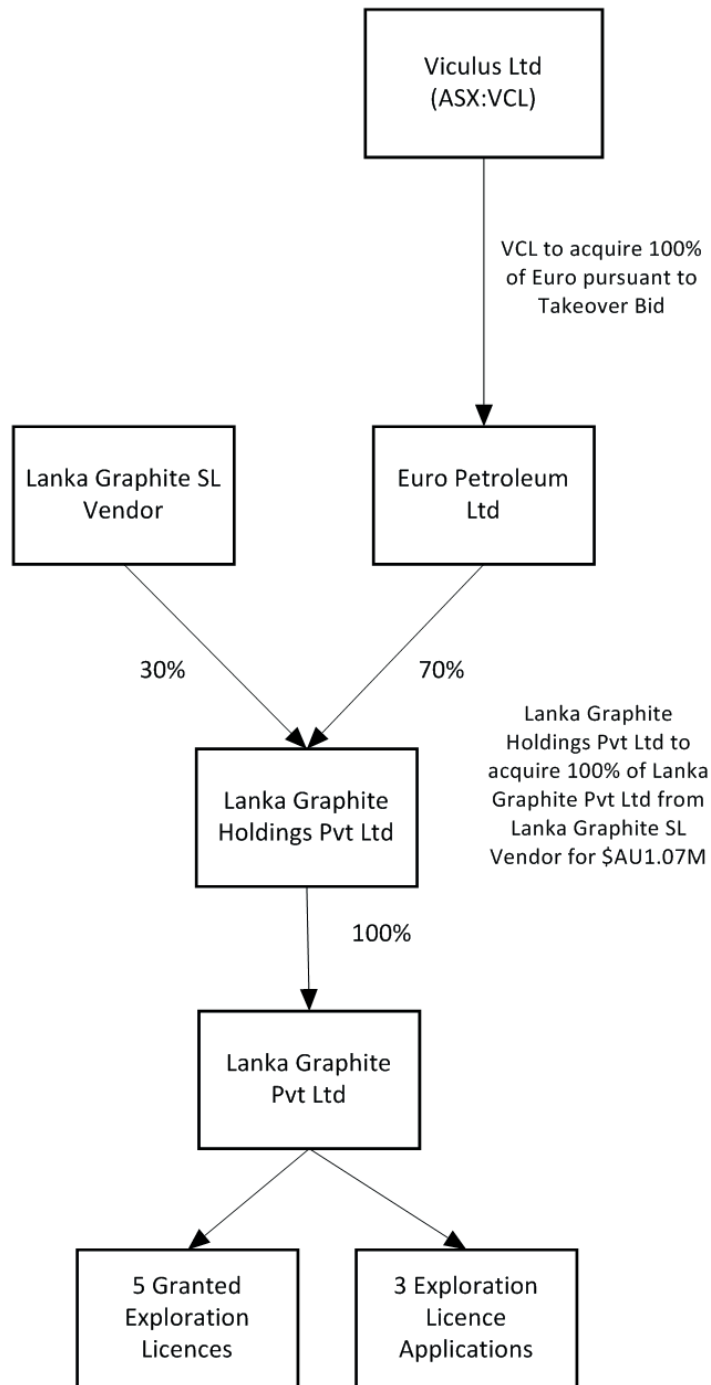 Viculus Ltd
(ASX:VCL)
VCL to acquire 100%
of Euro pursuant to
Takeover Bid
Lanka Graphite SL
Vendor
Euro Petroleum
Ltd
30%
70%
Lanka Graphite
Holdings Pvt Ltd
Lanka Graphite
Holdings Pvt Ltd to
acquire 100% of Lanka
Graphite Pvt Ltd from
Lanka Graphite SL
Vendor for $AU1.07M
100%
Lanka Graphite
Pvt Ltd
5 Granted
Exploration
Licences
3 Exploration
Licence
Applications